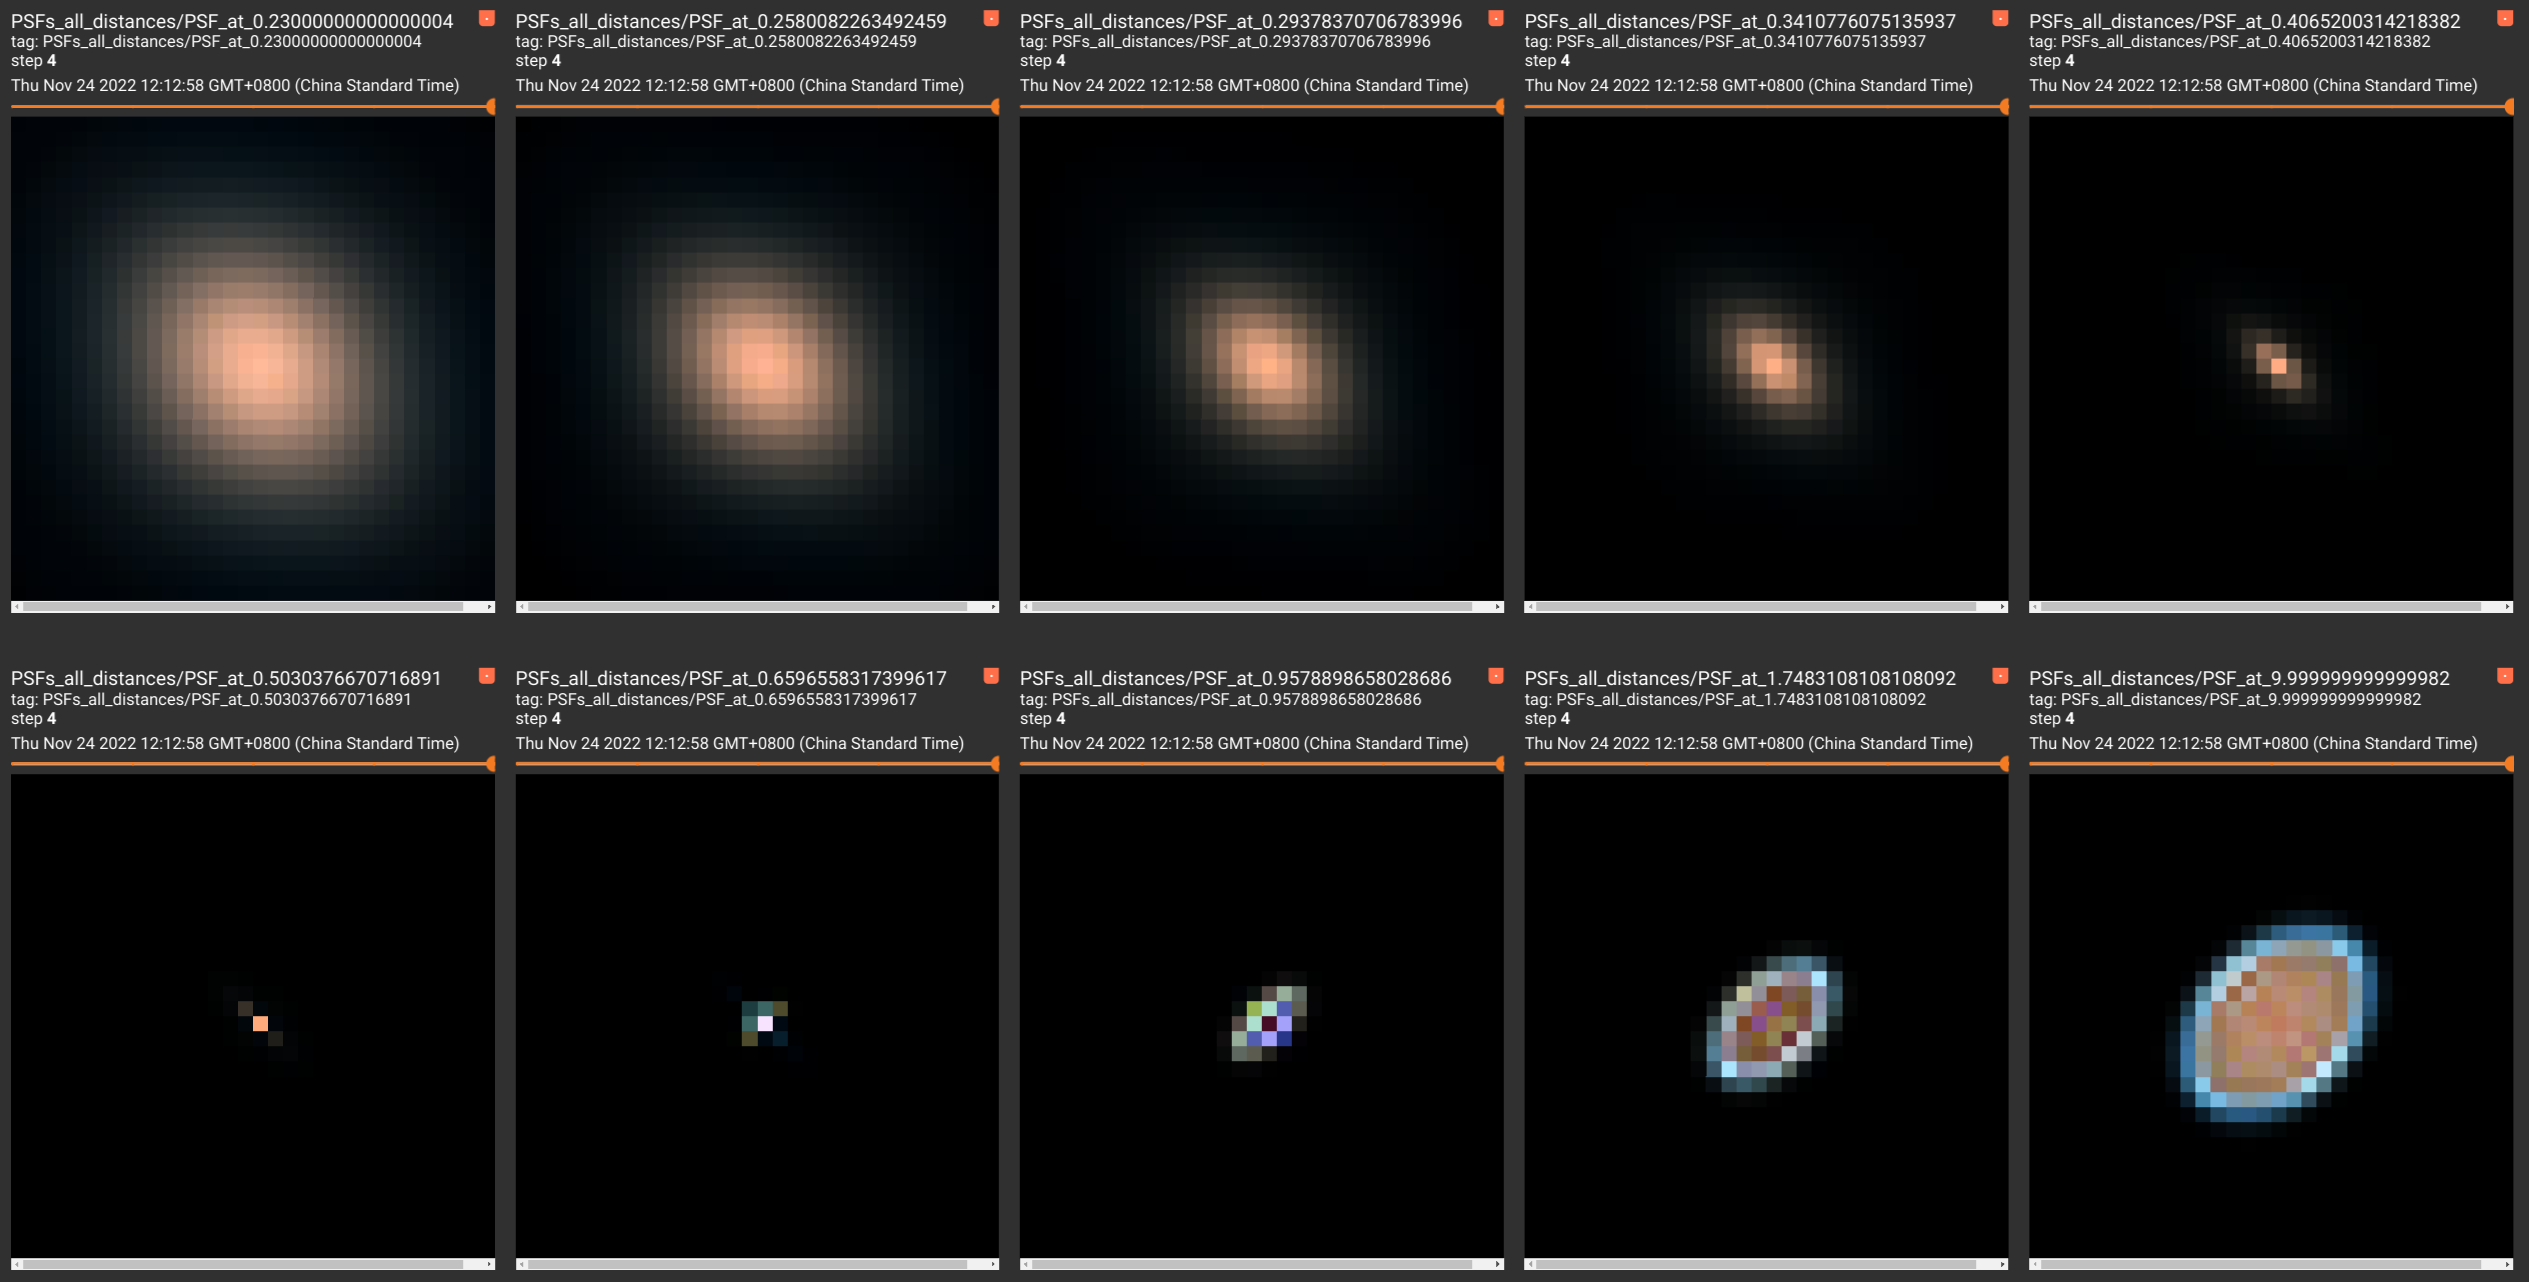 PSFs_all_distances/PSF_at_0.23000000000000004
tag: PSFs_all_distances/PSF_at_0.23000000000000004
step 4
Thu Nov 24 2022 12:12:58 GMT+0800 (China Standard Time)
PSFs_all_distances/PSF_at_0.2580082263492459
tag: PSFs_all_distances/PSF_at_0.2580082263492459
step 4
Thu Nov 24 2022 12:12:58 GMT+0800 (China Standard Time)
PSFs_all_distances/PSF_at_0.29378370706783996
tag: PSFs_all_distances/PSF_at_0.29378370706783996
step 4
Thu Nov 24 2022 12:12:58 GMT+0800 (China Standard Time)
PSFs_all_distances/PSF_at_0.3410776075135937
tag: PSFs_all_distances/PSF_at_0.3410776075135937
step 4
Thu Nov 24 2022 12:12:58 GMT+0800 (China Standard Time)
PSFs_all_distances/PSF_at_0.4065200314218382
tag: PSFs_all_distances/PSF_at_0.4065200314218382
step 4
Thu Nov 24 2022 12:12:58 GMT+0800 (China Standard Time)
PSFs_all_distances/PSF_at_0.5030376670716891
tag: PSFs_all_distances/PSF_at_0.5030376670716891
step 4
Thu Nov 24 2022 12:12:58 GMT+0800 (China Standard Time)
PSFs_all_distances/PSF_at_0.6596558317399617
tag: PSFs_all_distances/PSF_at_0.6596558317399617
step 4
Thu Nov 24 2022 12:12:58 GMT+0800 (China Standard Time)
PSFs_all_distances/PSF_at_0.9578898658028686
tag: PSFs_all_distances/PSF_at_0.9578898658028686
step 4
Thu Nov 24 2022 12:12:58 GMT+0800 (China Standard Time)
PSFs_all_distances/PSF_at_1.7483108108108092
tag: PSFs_all_distances/PSF_at_1.7483108108108092
step 4
Thu Nov 24 2022 12:12:58 GMT+0800 (China Standard Time)
PSFs_all_distances/PSF_at_9.999999999999982
tag: PSFs_all_distances/PSF_at_9.999999999999982
step 4
Thu Nov 24 2022 12:12:58 GMT+0800 (China Standard Time)